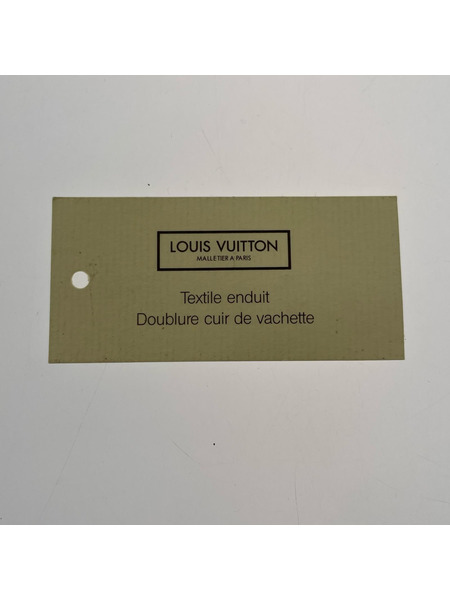 LOUIS VUITTON
MALLETIER A PARIS
Textile enduit
Doublure cuir de vachette